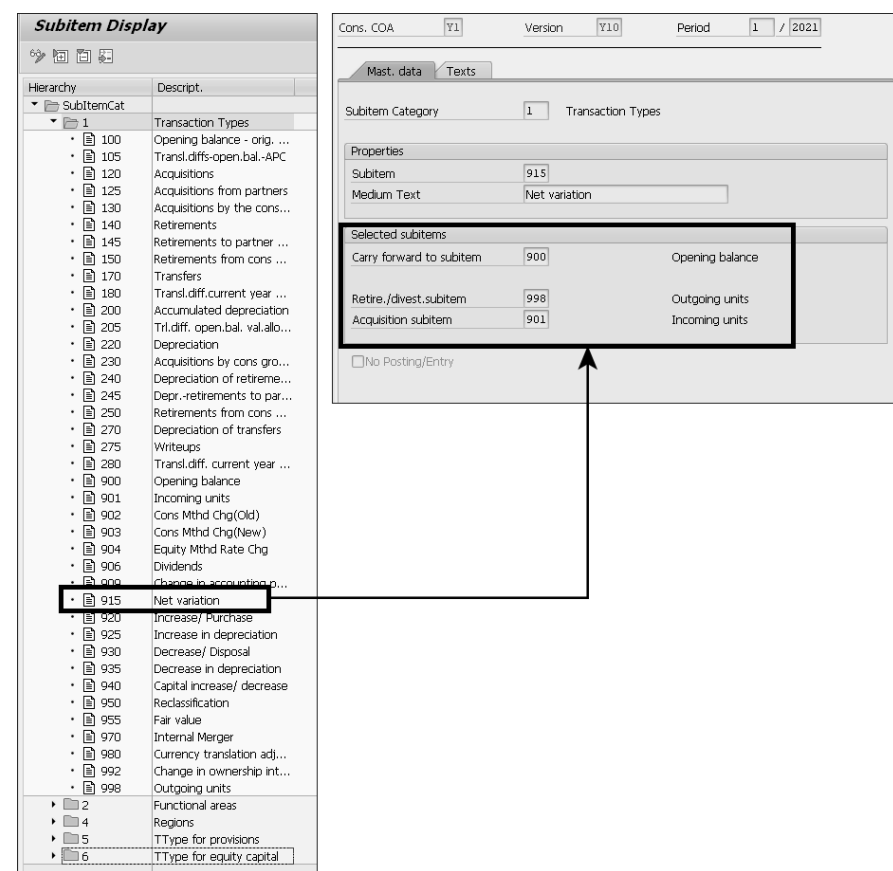 Subitem Display
Hierarchy Descript.
SubItemCat
1 Transaction Types
100 Opening balance - orig. ...
105 Transl.diffs-open.bal.-APC
120 Acquisitions
125 Acquisitions from partners
130 Acquisitions by the cons...
140 Retirements
145 Retirements to partner ...
150 Retirements from cons ...
170 Transfers
180 Transl.diff.current year ...
200 Accumulated depreciation
205 Trl.diff. open.bal. val.allo...
220 Depreciation
230 Acquisitions by cons gro...
240 Depreciation of retireme...
245 Depr.-retirements to par...
250 Retirements from cons ...
270 Depreciation of transfers
275 Writeups
280 Transl.diff. current year ...
900 Opening balance
901 Incoming units
902 Cons Mthd Chg(Old)
903 Cons Mthd Chg(New)
904 Equity Mthd Rate Chg
906 Dividends
909 Change in accounting p...
915 Net variation
920 Increase/ Purchase
925 Increase in depreciation
930 Decrease/ Disposal
935 Decrease in depreciation
940 Capital increase/ decrease
950 Reclassification
955 Fair value
970 Internal Merger
980 Currency translation adj...
992 Change in ownership int...
998 Outgoing units
2 Functional areas
4 Regions
5 TType for provisions
6 TType for equity capital
Cons. COA Y1 Version Y10 Period 1 / 2021
Mast. data Texts
Subitem Category 1 Transaction Types
Properties
Subitem 915
Medium Text Net variation
Selected subitems
Carry forward to subitem 900 Opening balance
Retire./divest.subitem 998 Outgoing units
Acquisition subitem 901 Incoming units
No Posting/Entry